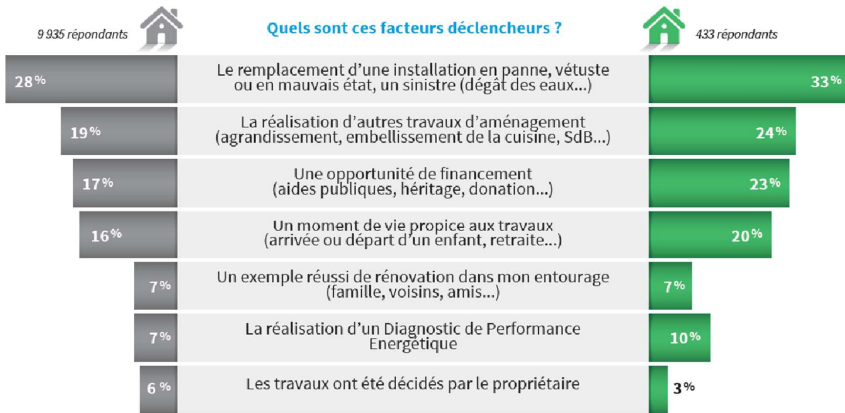 9 935 répondants
Quels sont ces facteurs déclencheurs ?
433 répondants
28%
Le remplacement d’une installation en panne, vétuste
ou en mauvais état, un sinistre (dégât des eaux...)
33%
19%
La réalisation d’autres travaux d’aménagement
(agrandissement, embellissement de la cuisine, SdB...)
24%
17%
Une opportunité de financement
(aides publiques, héritage, donation...)
23%
16%
Un moment de vie propice aux travaux
(arrivée ou départ d’un enfant, retraite...)
20%
7%
Un exemple réussi de rénovation dans mon entourage
(famille, voisins, amis...)
7%
7%
La réalisation d’un Diagnostic de Performance
Energétique
10%
6%
Les travaux ont été décidés par le propriétaire
3%